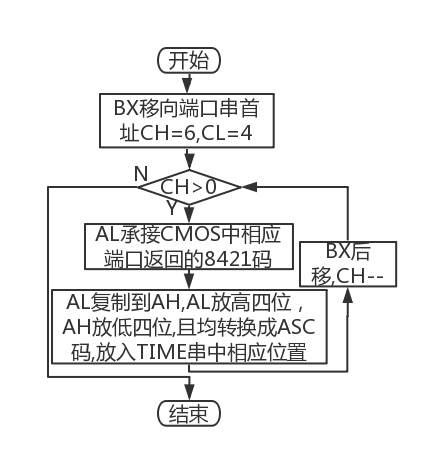 开始
BX移向端口串首
址CH=6,CL=4
N
CH>0
Y
AL承接CMOS中相应
端口返回的8421码
BX后
移,CH--
AL复制到AH,AL放高四位，
AH放低四位,且均转换成ASC
码,放入TIME串中相应位置
结束